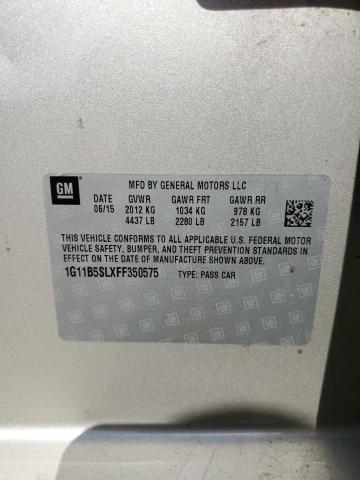 GM
MFD BY GENERAL MOTORS LLC
DATE GVWR GAWR FRT GAWR RR
06/15 2012 KG 1034 KG 978 KG
4437 LB 2280 LB 2157 LB
THIS VEHICLE CONFORMS TO ALL APPLICABLE U.S. FEDERAL MOTOR
VEHICLE SAFETY, BUMPER, AND THEFT PREVENTION STANDARDS IN
EFFECT ON THE DATE OF MANUFACTURE SHOWN ABOVE.
1G11B5SLXFF350575 TYPE: PASS CAR